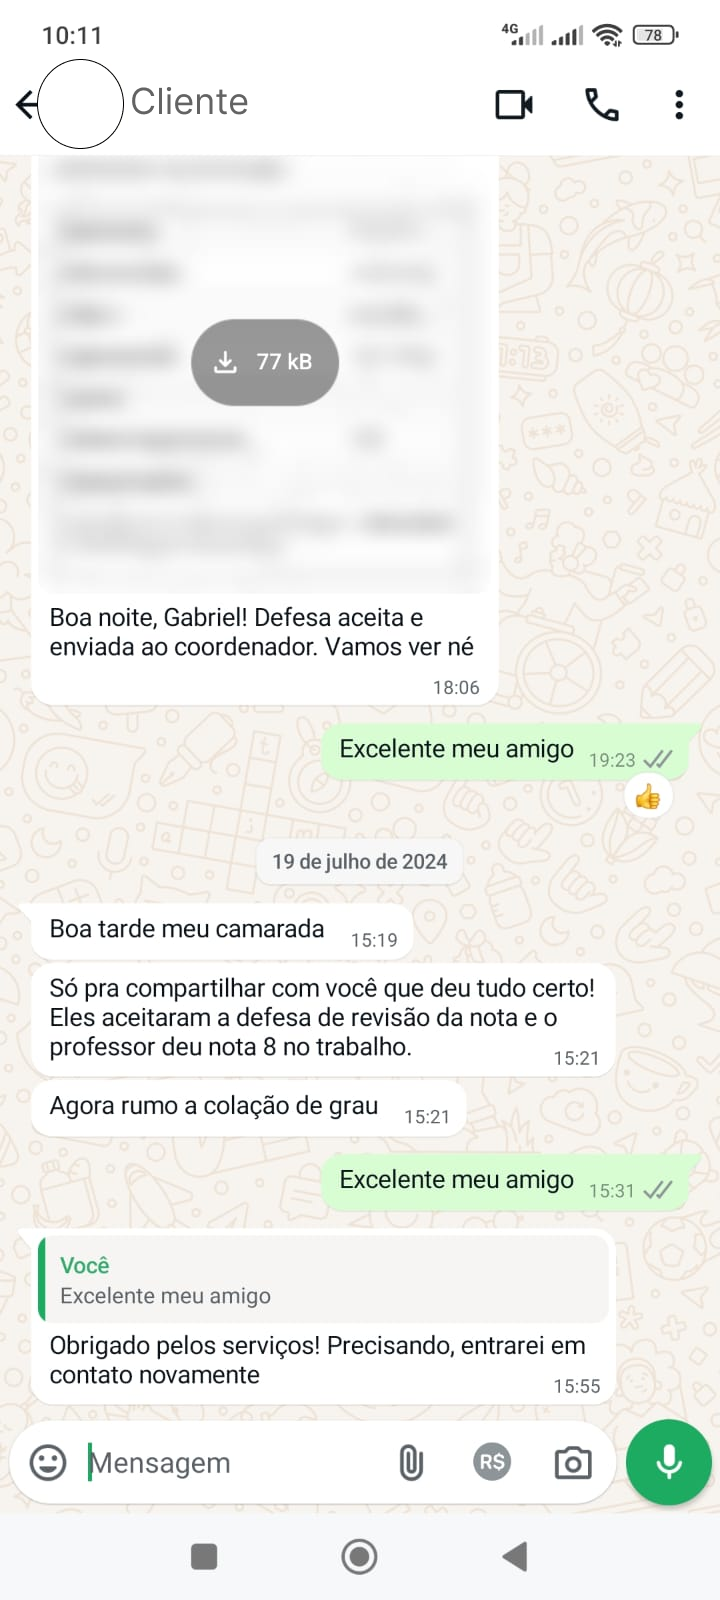 10:11
4G
78
Cliente
77 kB
Boa noite, Gabriel! Defesa aceita e
enviada ao coordenador. Vamos ver né
18:06
Excelente meu amigo 19:23
19 de julho de 2024
Boa tarde meu camarada 15:19
Só pra compartilhar com você que deu tudo certo!
Eles aceitaram a defesa de revisão da nota e o
professor deu nota 8 no trabalho.
15:21
Agora rumo a colação de grau 15:21
Excelente meu amigo 15:31
Você
Excelente meu amigo
Obrigado pelos serviços! Precisando, entrarei em
contato novamente
15:55
Mensagem
R$